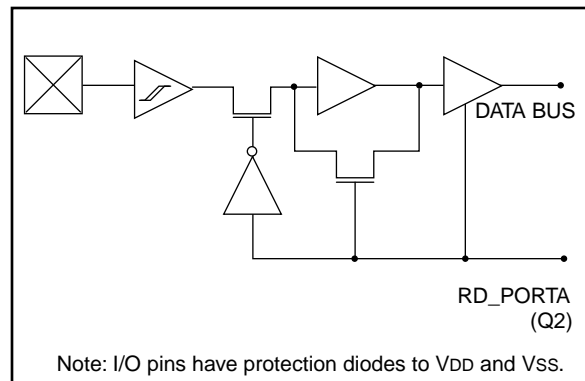 DATA BUS
RD_PORTA
(Q2)
Note: I/O pins have protection diodes to VDD and VSS.